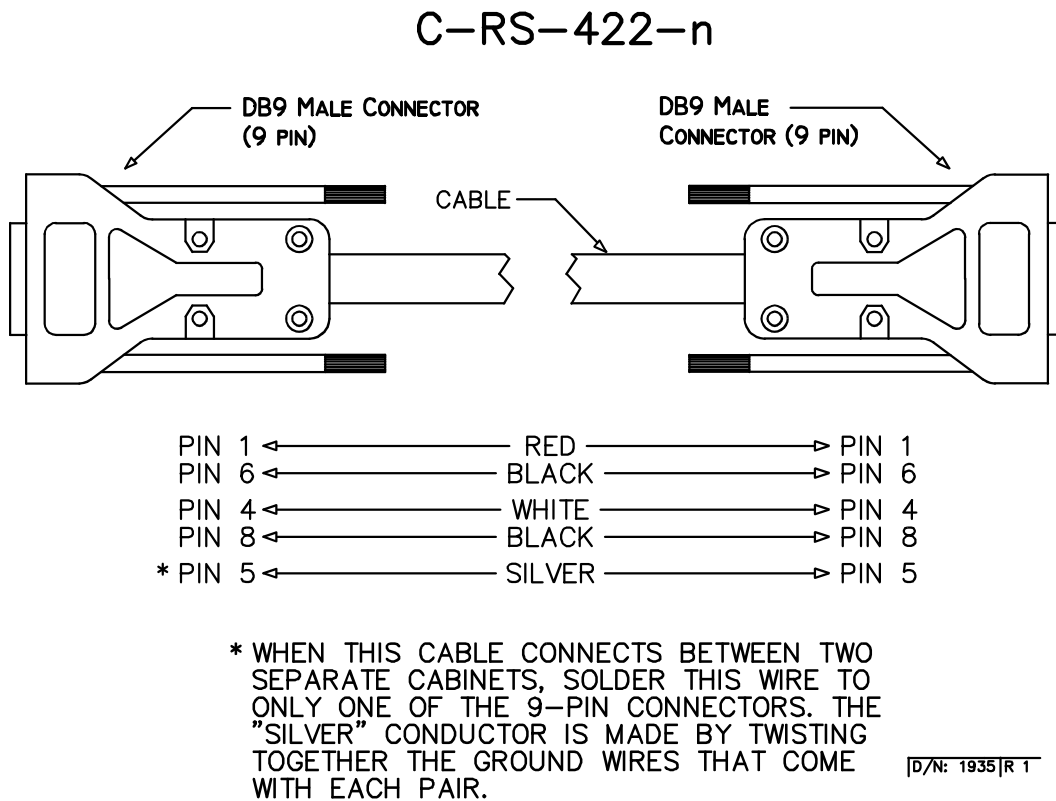 C-RS-422-n
DB9 MALE CONNECTOR
(9 PIN)
DB9 MALE
CONNECTOR (9 PIN)
CABLE
PIN 1 RED PIN 1
PIN 6 BLACK PIN 6
PIN 4 WHITE PIN 4
PIN 8 BLACK PIN 8
* PIN 5 SILVER PIN 5
* WHEN THIS CABLE CONNECTS BETWEEN TWO
SEPARATE CABINETS, SOLDER THIS WIRE TO
ONLY ONE OF THE 9-PIN CONNECTORS. THE
"SILVER" CONDUCTOR IS MADE BY TWISTING
TOGETHER THE GROUND WIRES THAT COME
WITH EACH PAIR.
D/N: 1935 R 1